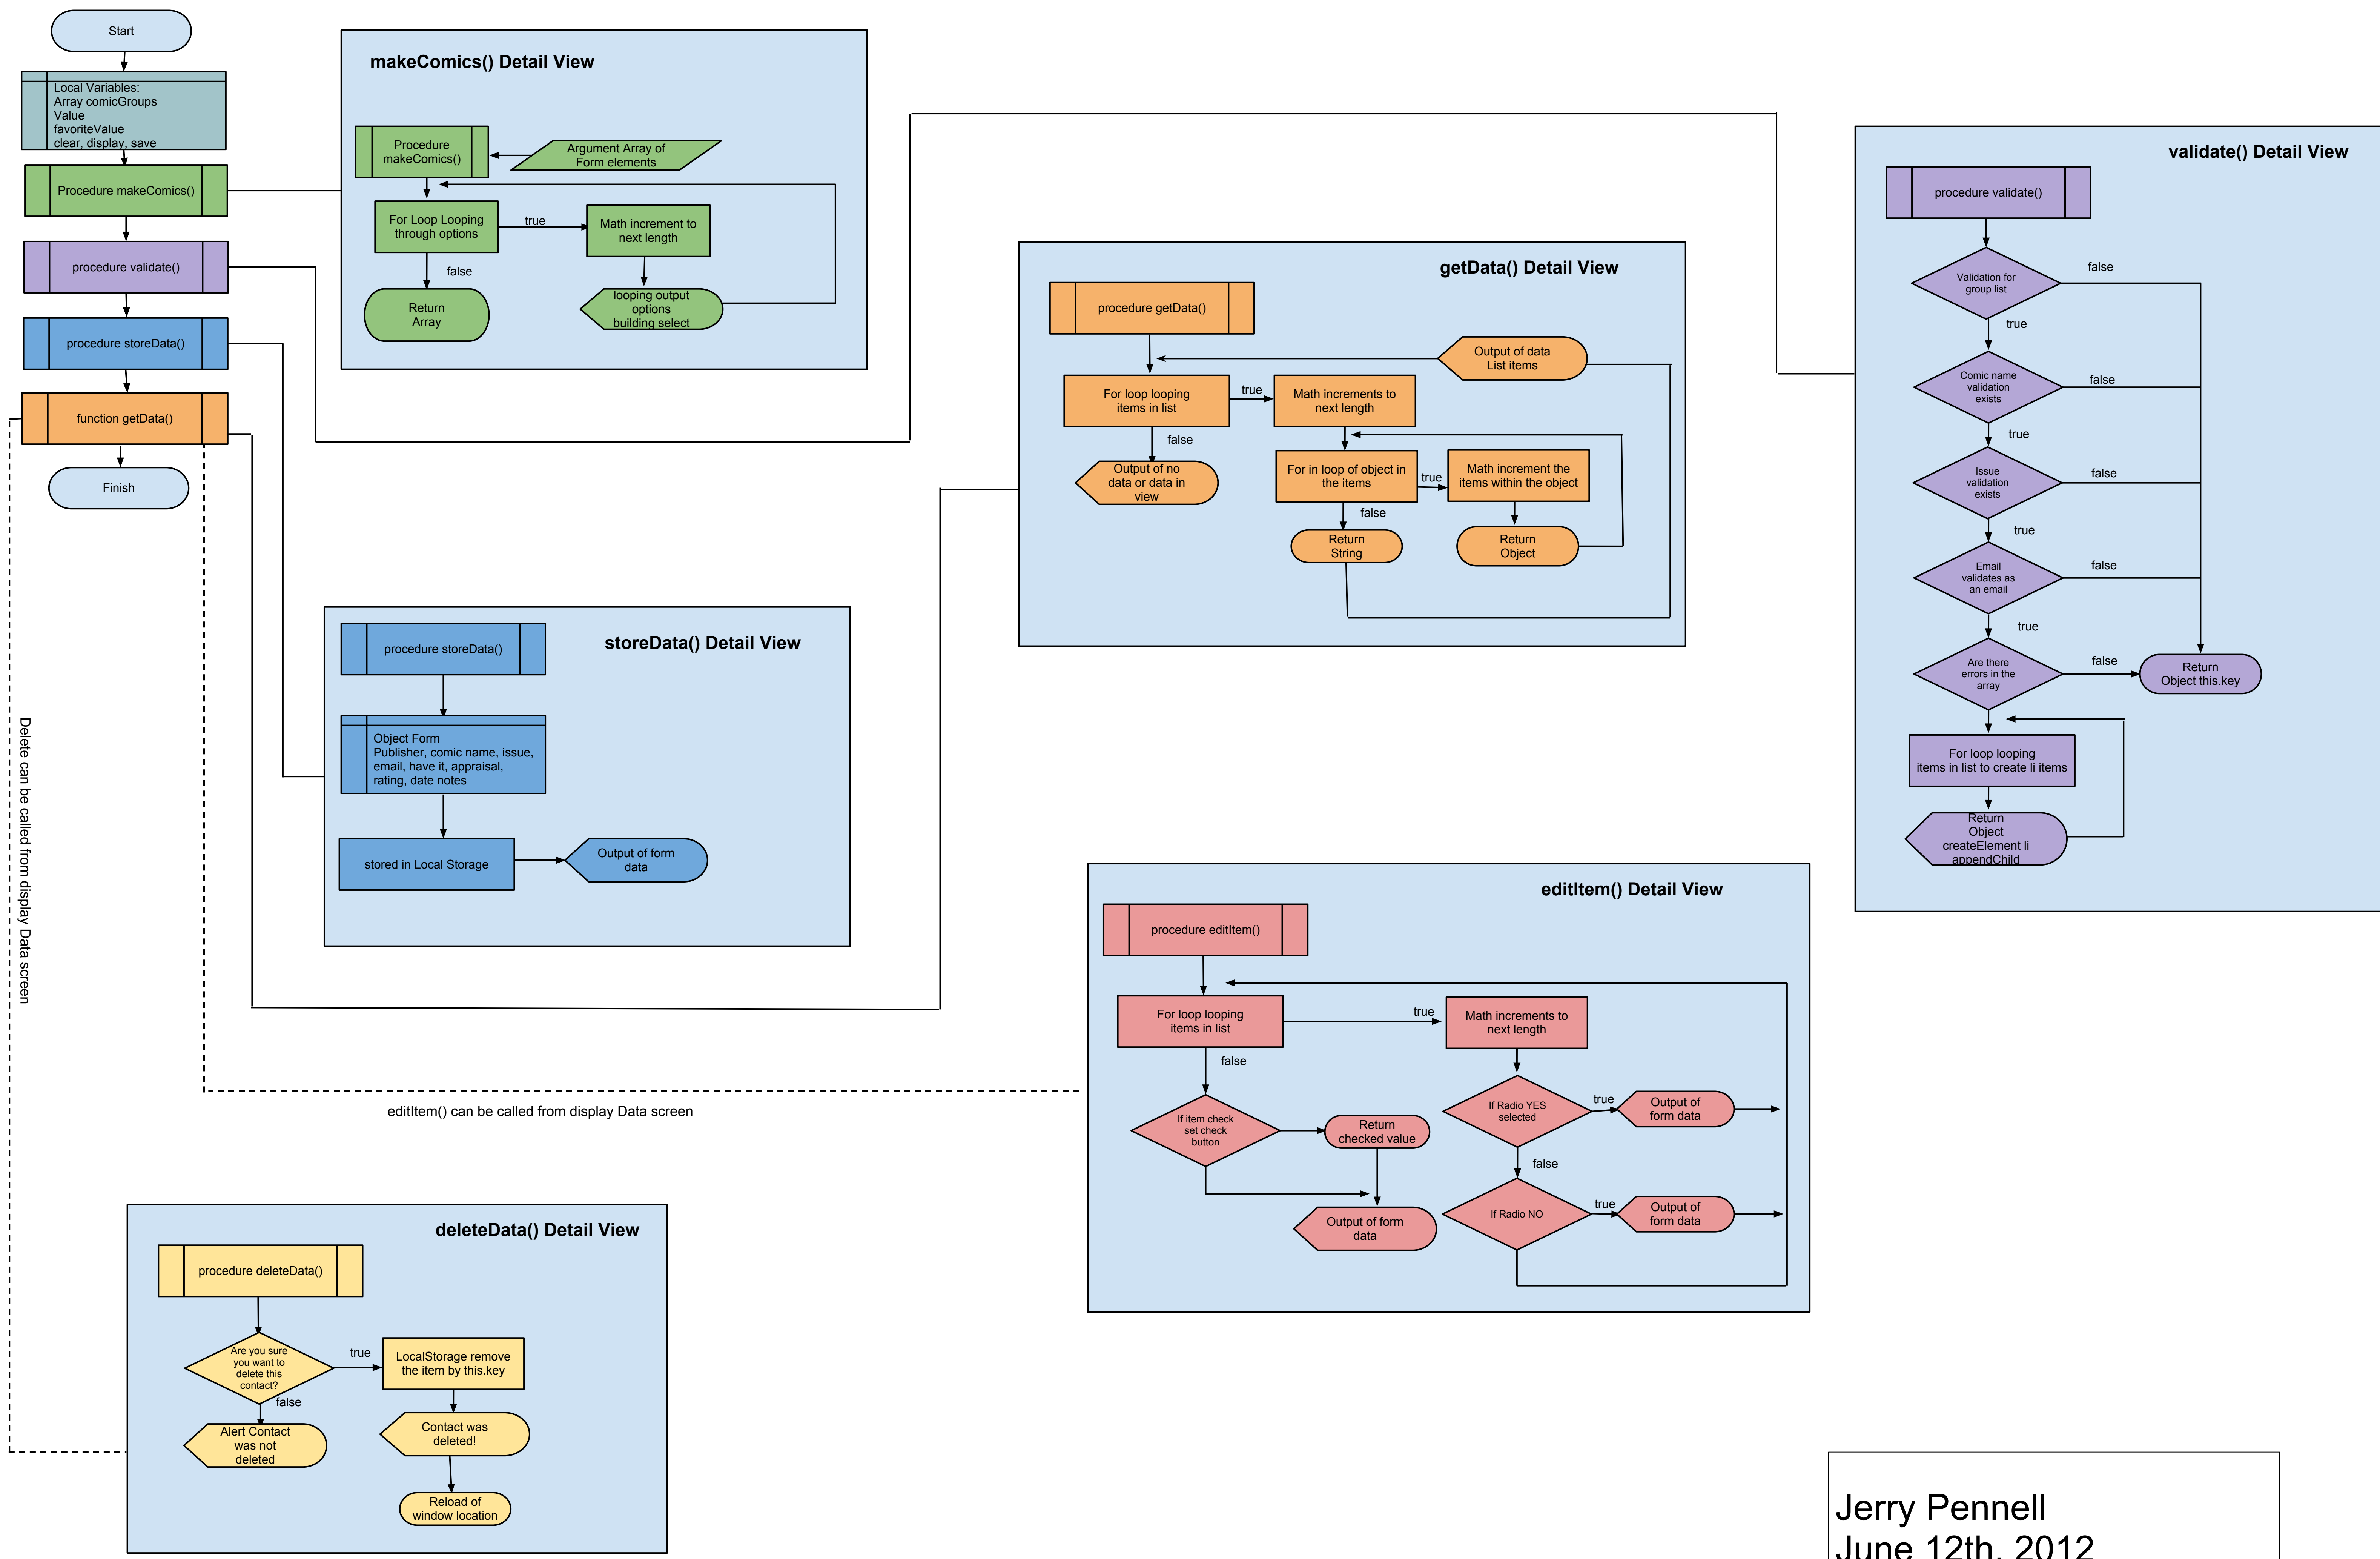 Start
Local Variables:
Array comicGroups
Value
favoriteValue
clear, display, save
Procedure makeComics()
procedure validate()
procedure storeData()
function getData()
Finish
makeComics() Detail View
Procedure
makeComics()
Argument Array of
Form elements
For Loop Looping
through options
true
Math increment to
next length
false
Return
Array
looping output
options
building select
getData() Detail View
procedure getData()
Output of data
List items
For loop looping
items in list
true
Math increments to
next length
false
Output of no
data or data in
view
For in loop of object in
the items
true
Math increment the
items within the object
false
Return
String
Return
Object
validate() Detail View
procedure validate()
Validation for
group list
false
true
Comic name
validation
exists
false
true
Issue
validation
exists
false
true
Email
validates as
an email
false
true
Are there
errors in the
array
false
Return
Object this.key
For loop looping
items in list to create li items
Return
Object
createElement li
appendChild
storeData() Detail View
procedure storeData()
Object Form
Publisher, comic name, issue,
email, have it, appraisal,
rating, date notes
stored in Local Storage
Output of form
data
Delete can be called from display Data screen
editItem() can be called from display Data screen
editItem() Detail View
procedure editItem()
For loop looping
items in list
true
Math increments to
next length
false
If item check
set check
button
Return
checked value
Output of form
data
If Radio YES
selected
true
Output of
form data
false
If Radio NO
true
Output of
form data
deleteData() Detail View
procedure deleteData()
Are you sure
you want to
delete this
contact?
true
LocalStorage remove
the item by this.key
false
Alert Contact
was not
deleted
Contact was
deleted!
Reload of
window location
Jerry Pennell
June 12th, 2012